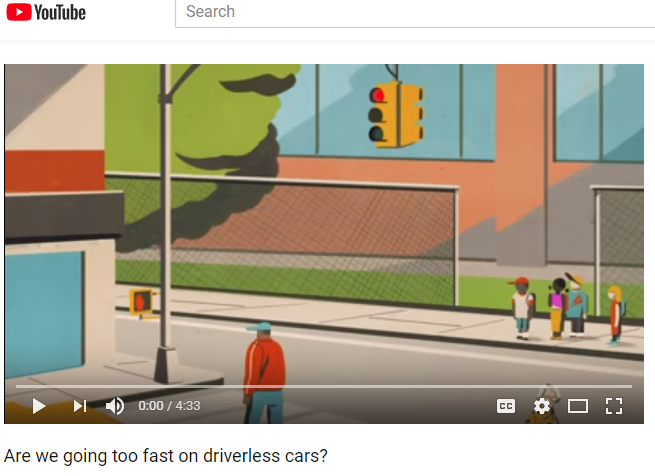 YouTube
Search
0:00 / 4:33
CC
Are we going too fast on driverless cars?